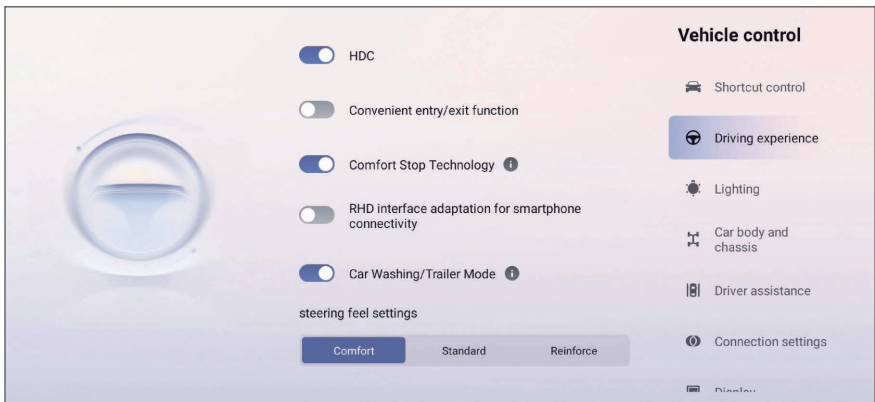 HDC
Convenient entry/exit function
Comfort Stop Technology
RHD interface adaptation for smartphone
connectivity
Car Washing/Trailer Mode
steering feel settings
Comfort Standard Reinforce
Vehicle control
Shortcut control
Driving experience
Lighting
Car body and
chassis
Driver assistance
Connection settings
Display